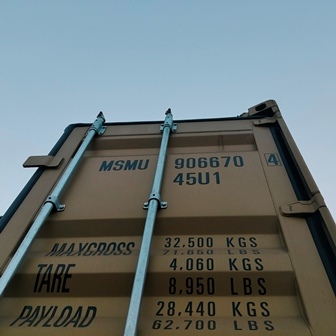 MSMU 906670 4
45U1
MAXGROSS 32.500 KGS
71.650 LBS
TARE 4.060 KGS
8.950 LBS
PAYLOAD 28.440 KGS
62.700 LBS